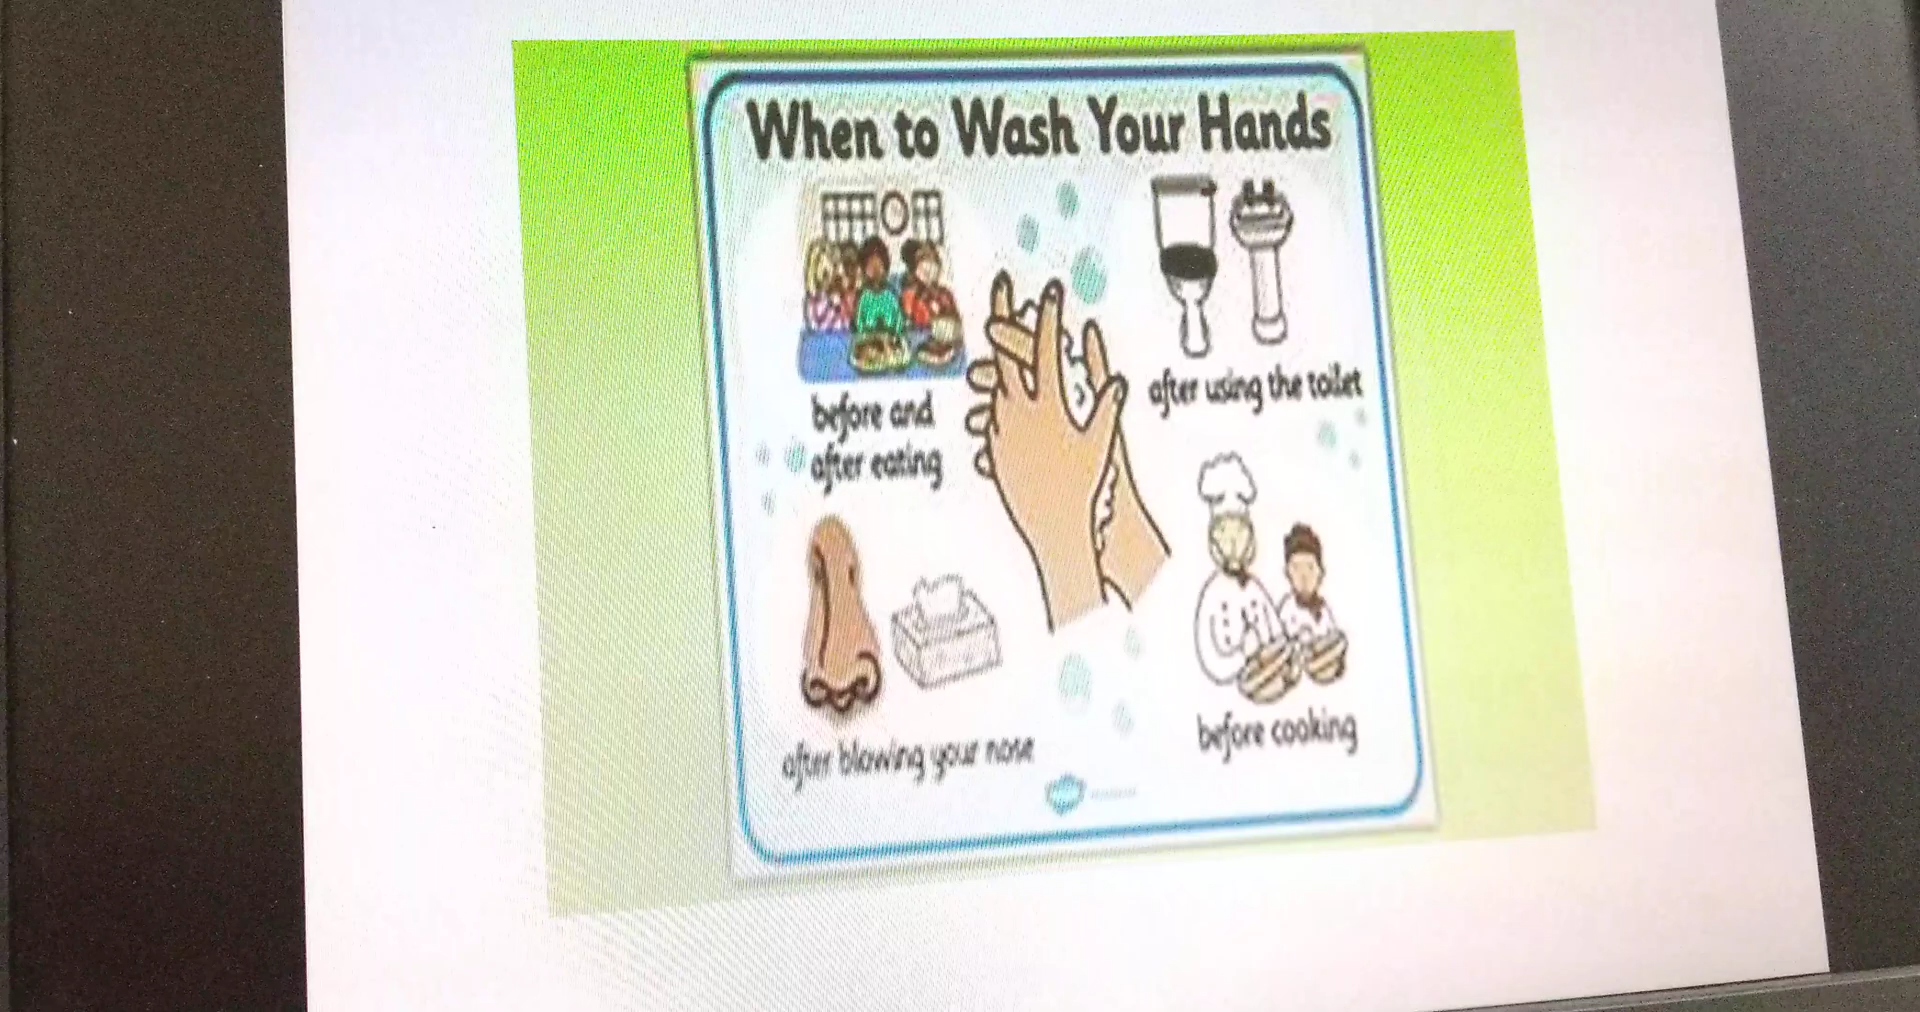 When to Wash Your Hands
before and
after eating
after using the toilet
after blowing your nose
before cooking